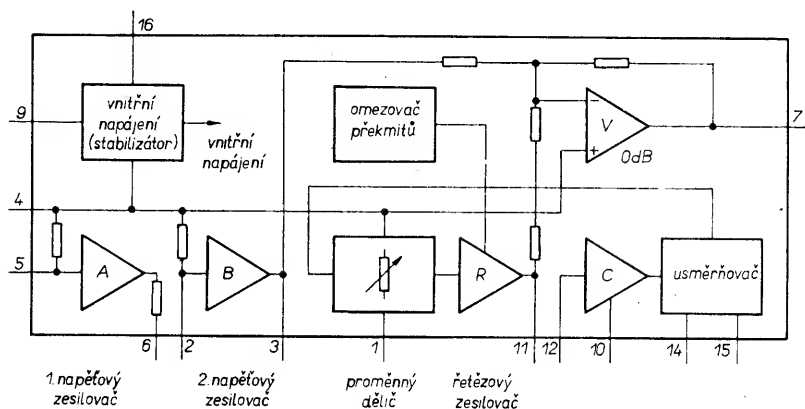 16
vnitřní
napájení
(stabilizátor)
9
vnitřní
napájení
omezovač
překmitů
−
V
+
0dB
7
4
5
A
B
R
C
usměrňovač
6
2
3
1
11
12
10
14
15
1. napěťový
zesilovač
2. napěťový
zesilovač
proměnný
dělič
řetězový
zesilovač